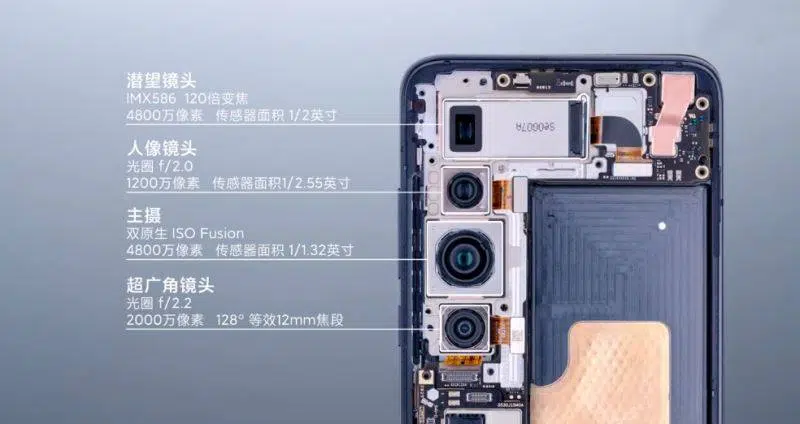 潜望镜头
IMX586 120倍变焦
4800万像素 传感器面积 1/2英寸
人像镜头
光圈 f/2.0
1200万像素 传感器面积1/2.55英寸
主摄
双原生 ISO Fusion
4800万像素 传感器面积 1/1.32英寸
超广角镜头
光圈 f/2.2
2000万像素 128° 等效12mm焦段